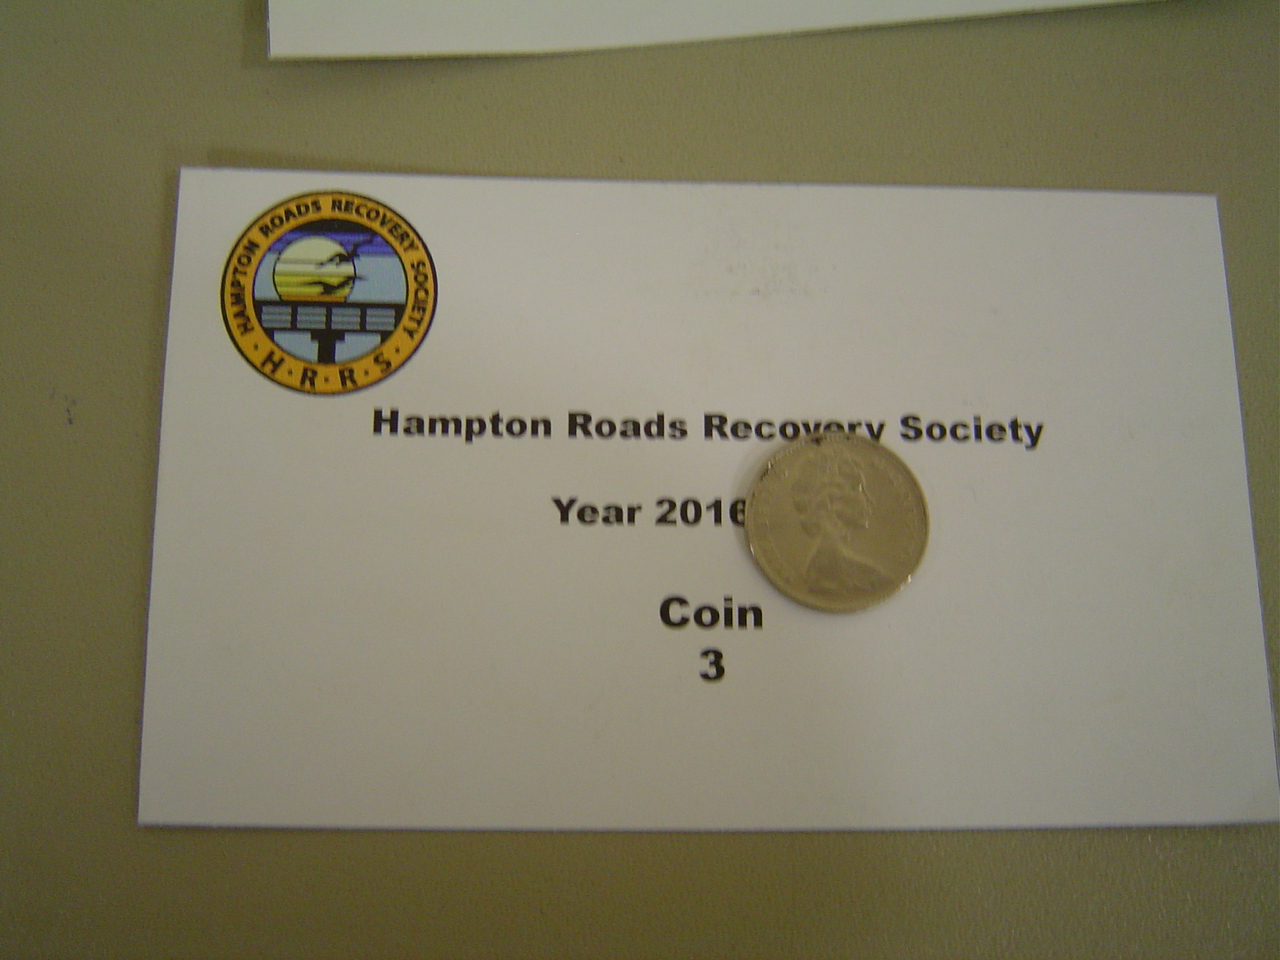 HAMPTON ROADS RECOVERY SOCIETY
· H · R · R · S ·
Hampton Roads Recovery Society
Year 2016
Coin
3